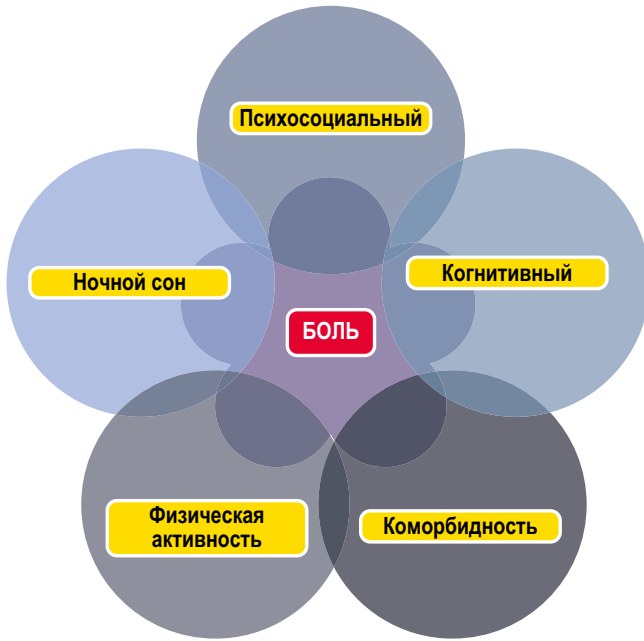 Психосоциальный
Ночной сон
Когнитивный
БОЛЬ
Физическая
активность
Коморбидность